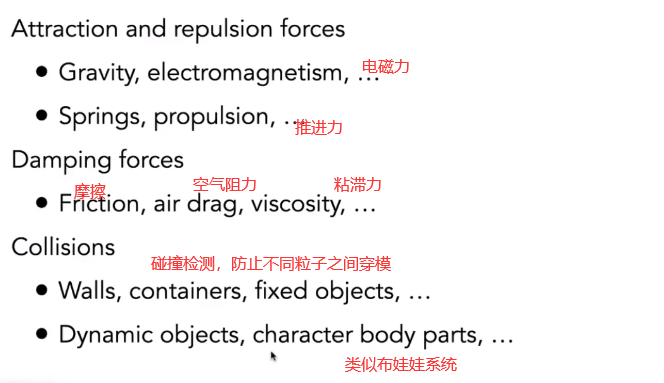 Attraction and repulsion forces
• Gravity, electromagnetism, …
电磁力
• Springs, propulsion, …
推进力
Damping forces
摩擦 空气阻力 粘滞力
• Friction, air drag, viscosity, …
Collisions
碰撞检测，防止不同粒子之间穿模
• Walls, containers, fixed objects, …
• Dynamic objects, character body parts, …
类似布娃娃系统